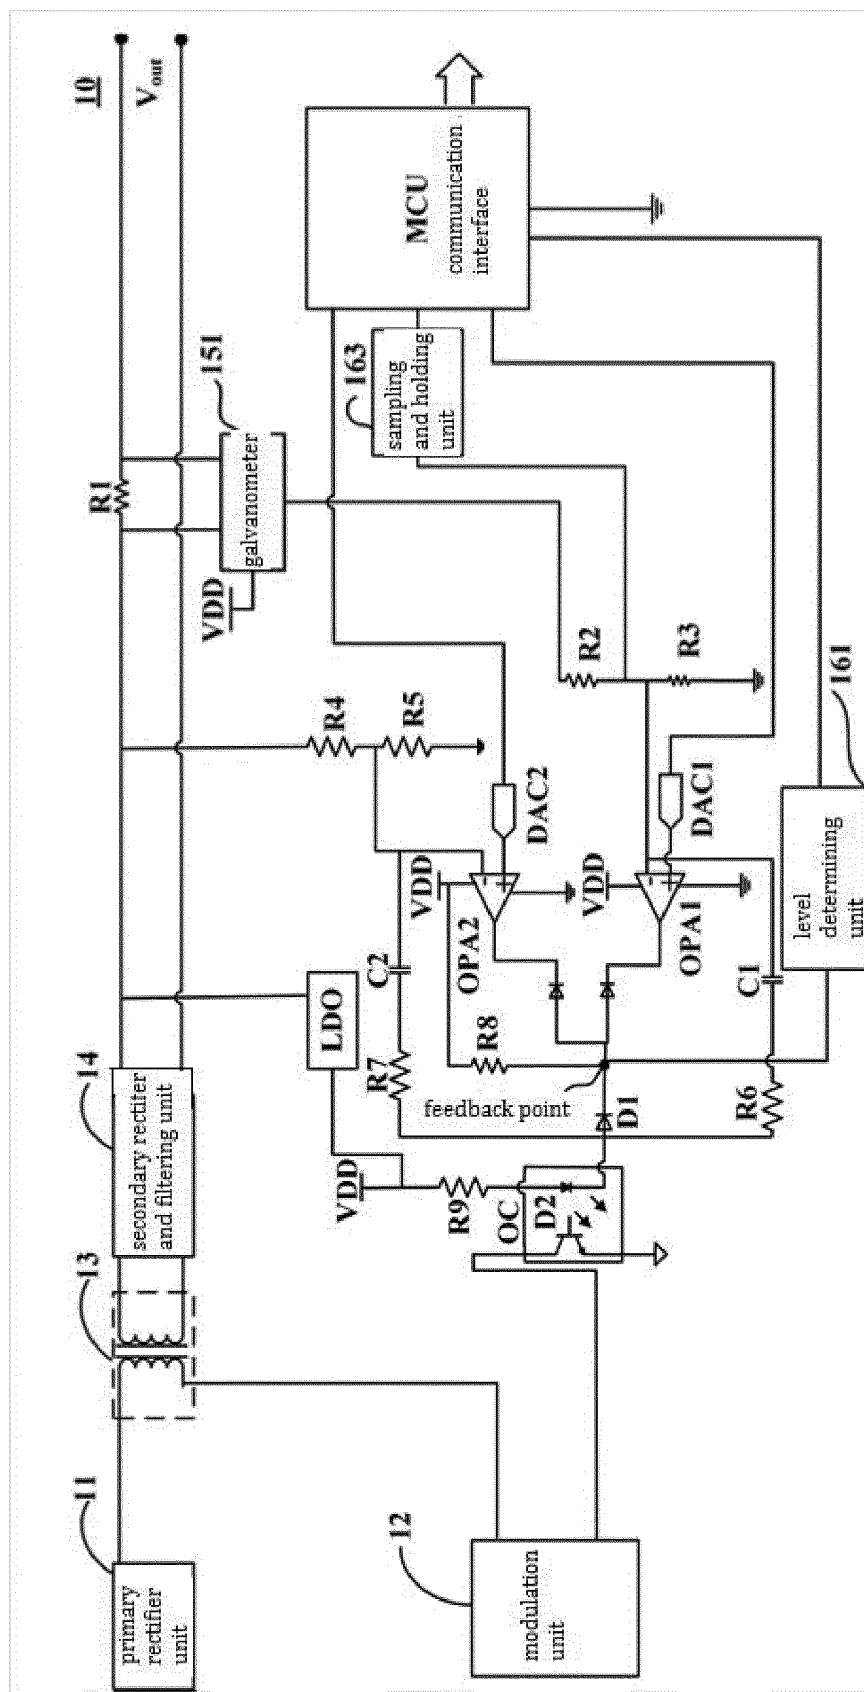 10
Vout
MCU
communication
interface
151
163
sampling
and holding
unit
galvanometer
R1
VDD
R2
R3
161
R4
R5
DAC2
DAC1
VDD
VDD
OPA2
OPA1
level
determining
unit
C2
C1
LDO
R8
R7
R6
feedback point
D1
14
secondary rectifer
and filtering unit
VDD
R9
OC
D2
13
11
12
primary
rectifier
unit
modulation
unit